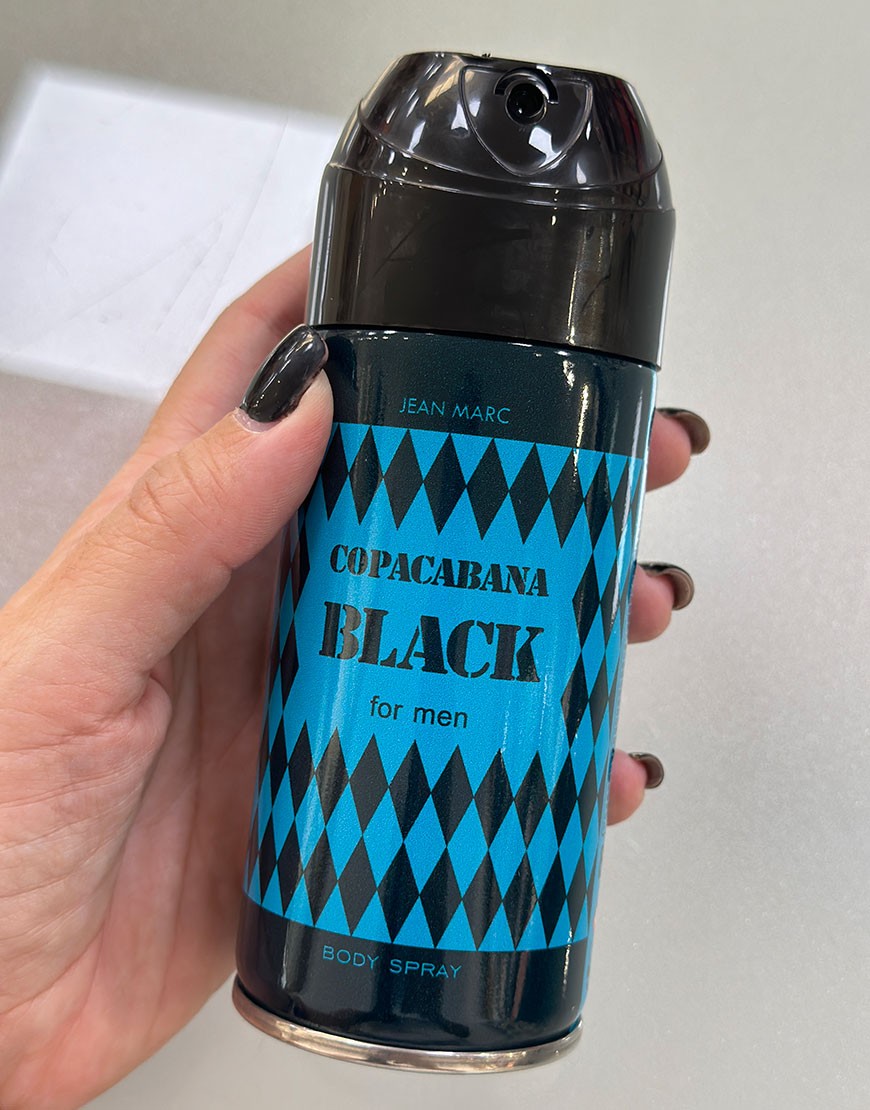 JEAN MARC
COPACABANA
BLACK
for men
BODY SPRAY